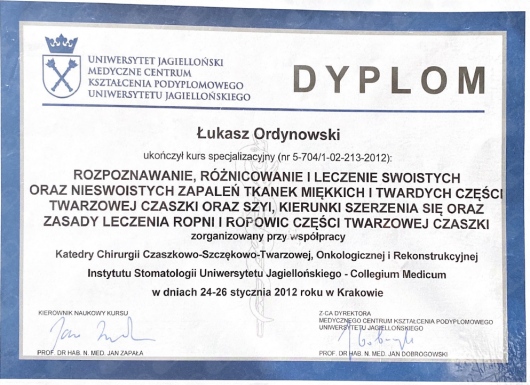 UNIWERSYTET JAGIELLOŃSKI
MEDYCZNE CENTRUM
KSZTAŁCENIA PODYPLOMOWEGO
UNIWERSYTETU JAGIELLOŃSKIEGO
DYPLOM
Łukasz Ordynowski
ukończył kurs specjalizacyjny (nr 5-704/1-02-213-2012):
ROZPOZNAWANIE, RÓŻNICOWANIE I LECZENIE SWOISTYCH
ORAZ NIESWOISTYCH ZAPALEŃ TKANEK MIĘKKICH I TWARDYCH CZĘŚCI
TWARZOWEJ CZASZKI ORAZ SZYI, KIERUNKI SZERZENIA SIĘ ORAZ
ZASADY LECZENIA ROPNI I ROPOWIC CZĘŚCI TWARZOWEJ CZASZKI
zorganizowany przy współpracy
Katedry Chirurgii Czaszkowo-Szczękowo-Twarzowej, Onkologicznej i Rekonstrukcyjnej
Instytutu Stomatologii Uniwersytetu Jagiellońskiego - Collegium Medicum
w dniach 24-26 stycznia 2012 roku w Krakowie
KIEROWNIK NAUKOWY KURSU
PROF. DR HAB. N. MED. JAN ZAPAŁA
Z-CA DYREKTORA
MEDYCZNEGO CENTRUM KSZTAŁCENIA PODYPLOMOWEGO
UNIWERSYTETU JAGIELLOŃSKIEGO
PROF. DR HAB. N. MED. JAN DOBROGOWSKI